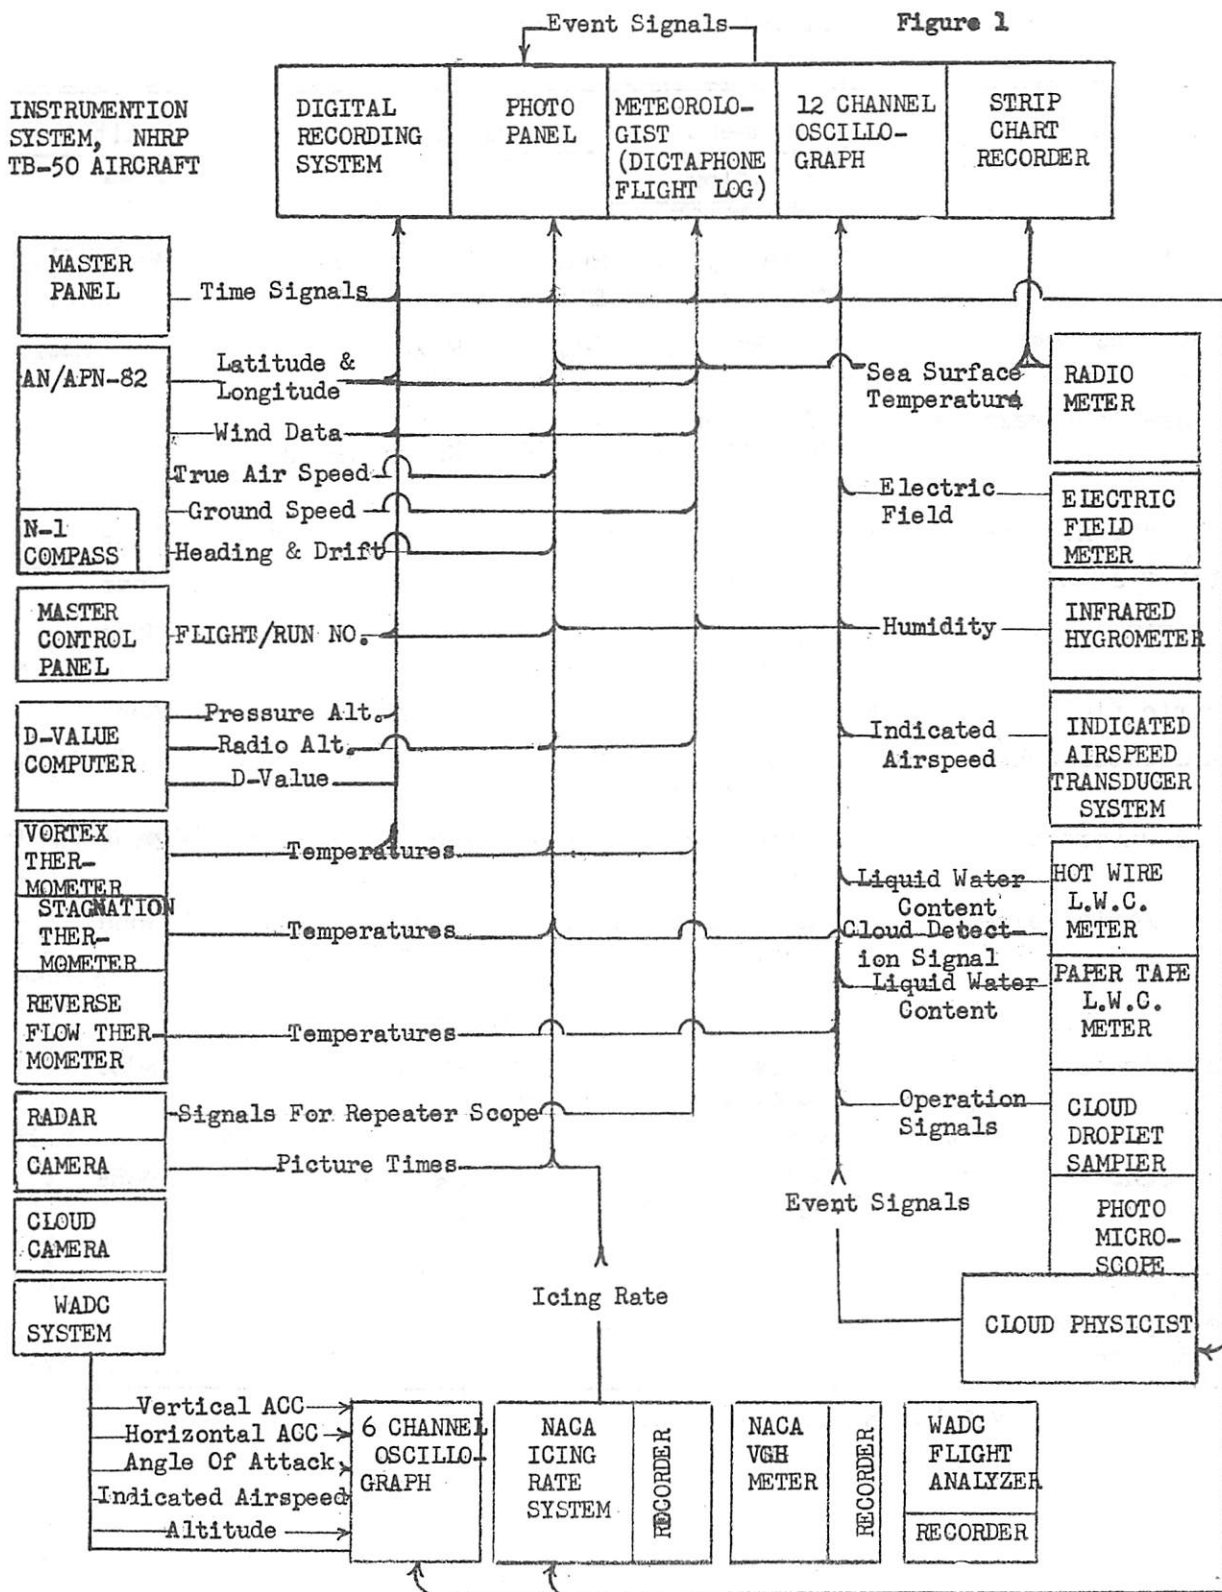 Event Signals
Figure 1
INSTRUMENTION
SYSTEM, NHRP
TB-50 AIRCRAFT
DIGITAL
RECORDING
SYSTEM
PHOTO
PANEL
METEOROLO-
GIST
(DICTAPHONE
FLIGHT LOG)
12 CHANNEL
OSCILLO-
GRAPH
STRIP
CHART
RECORDER
MASTER
PANEL
Time Signals
AN/APN-82
Latitude &
Longitude
Wind Data
True Air Speed
Ground Speed
Heading & Drift
N-1
COMPASS
Sea Surface
Temperature
RADIO
METER
Electric
Field
ELECTRIC
FIELD
METER
MASTER
CONTROL
PANEL
FLIGHT/RUN NO.
Humidity
INFRARED
HYGROMETER
D-VALUE
COMPUTER
Pressure Alt.
Radio Alt.
D-Value
Indicated
Airspeed
INDICATED
AIRSPEED
TRANSDUCER
SYSTEM
VORTEX
THER-
MOMETER
Temperatures
STAGNATION
THER-
MOMETER
Temperatures
REVERSE
FLOW THER-
MOMETER
Temperatures
Liquid Water
Content
Cloud Detect-
ion Signal
HOT WIRE
L.W.C.
METER
Liquid Water
Content
PAPER TAPE
L.W.C.
METER
RADAR
Signals For Repeater Scope
CAMERA
Picture Times
Operation
Signals
CLOUD
DROPLET
SAMPIER
Event Signals
PHOTO
MICRO-
SCOPE
CLOUD
CAMERA
WADC
SYSTEM
Icing Rate
CLOUD PHYSICIST
Vertical ACC
Horizontal ACC
Angle Of Attack
Indicated Airspeed
Altitude
6 CHANNEL
OSCILLO-
GRAPH
NACA
ICING
RATE
SYSTEM
RECORDER
NACA
VGH
METER
RECORDER
WADC
FLIGHT
ANALYZER
RECORDER